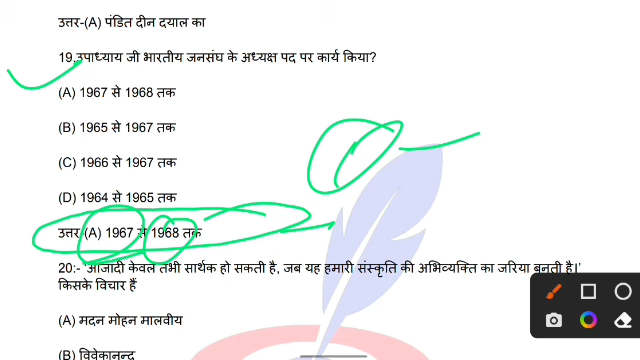 उत्तर-(A) पंडित दीन दयाल का
19.उपाध्याय जी भारतीय जनसंघ के अध्यक्ष पद पर कार्य किया?
(A) 1967 से 1968 तक
(B) 1965 से 1967 तक
(C) 1966 से 1967 तक
(D) 1964 से 1965 तक
उत्तर (A) 1967 से 1968 तक
20:- 'आजादी केवल तभी सार्थक हो सकती है, जब यह हमारी संस्कृति की अभिव्यक्ति का जरिया बनती है।'
किसके विचार हैं
(A) मदन मोहन मालवीय
(B) विवेकानन्द